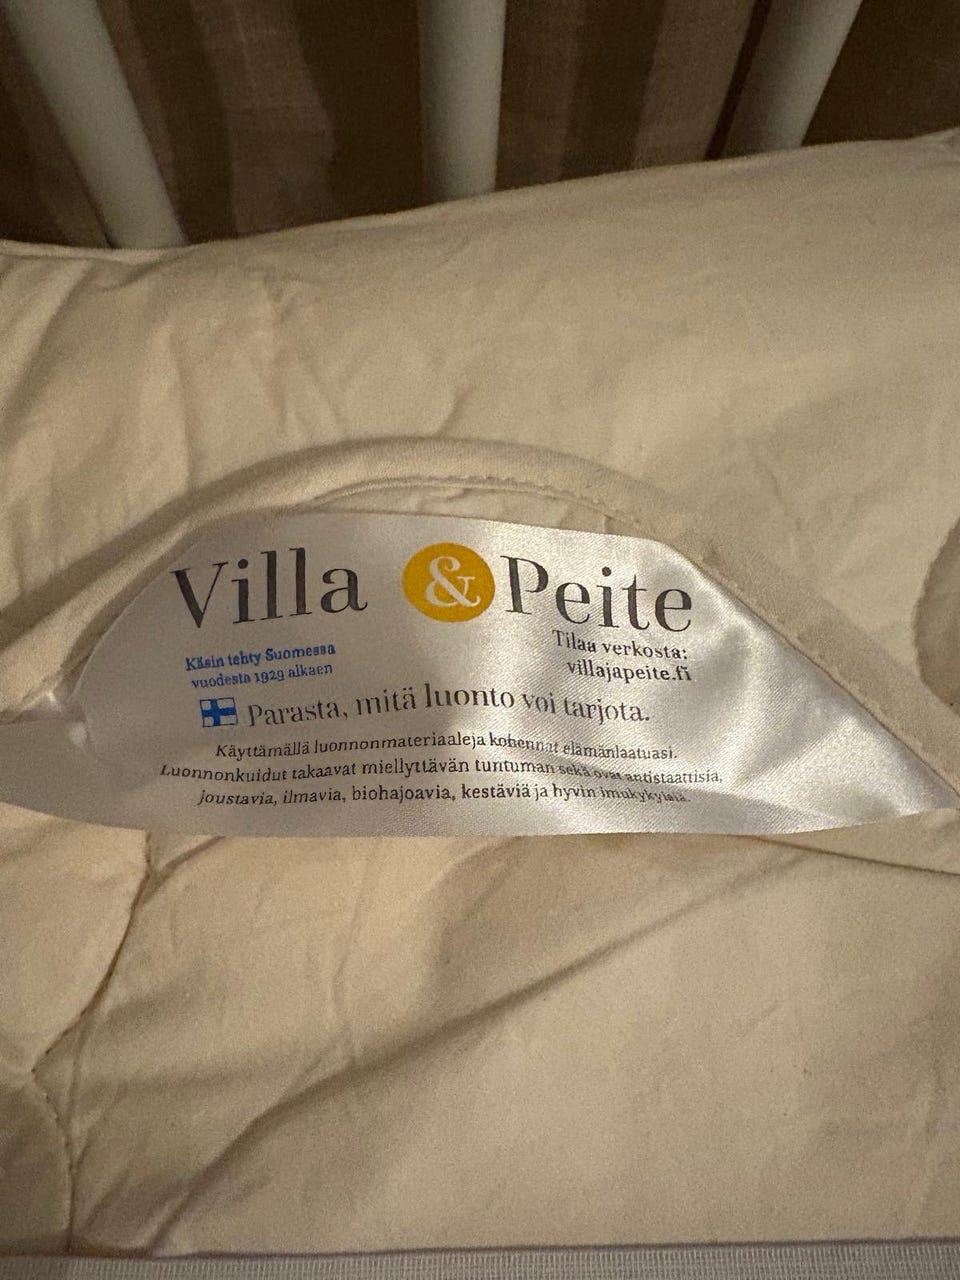 Villa & Peite
Käsin tehty Suomessa
vuodesta 1929 alkaen
Tilaa verkosta:
villajapeite.fi
Parasta, mitä luonto voi tarjota.
Käyttämällä luonnonmateriaaleja kohennat elämänlaatuasi.
Luonnonkuidut takaavat miellyttävän tuntuman sekä ovat antistaattisia,
joustavia, ilmavia, biohajoavia, kestäviä ja hyvin imukykyisiä.